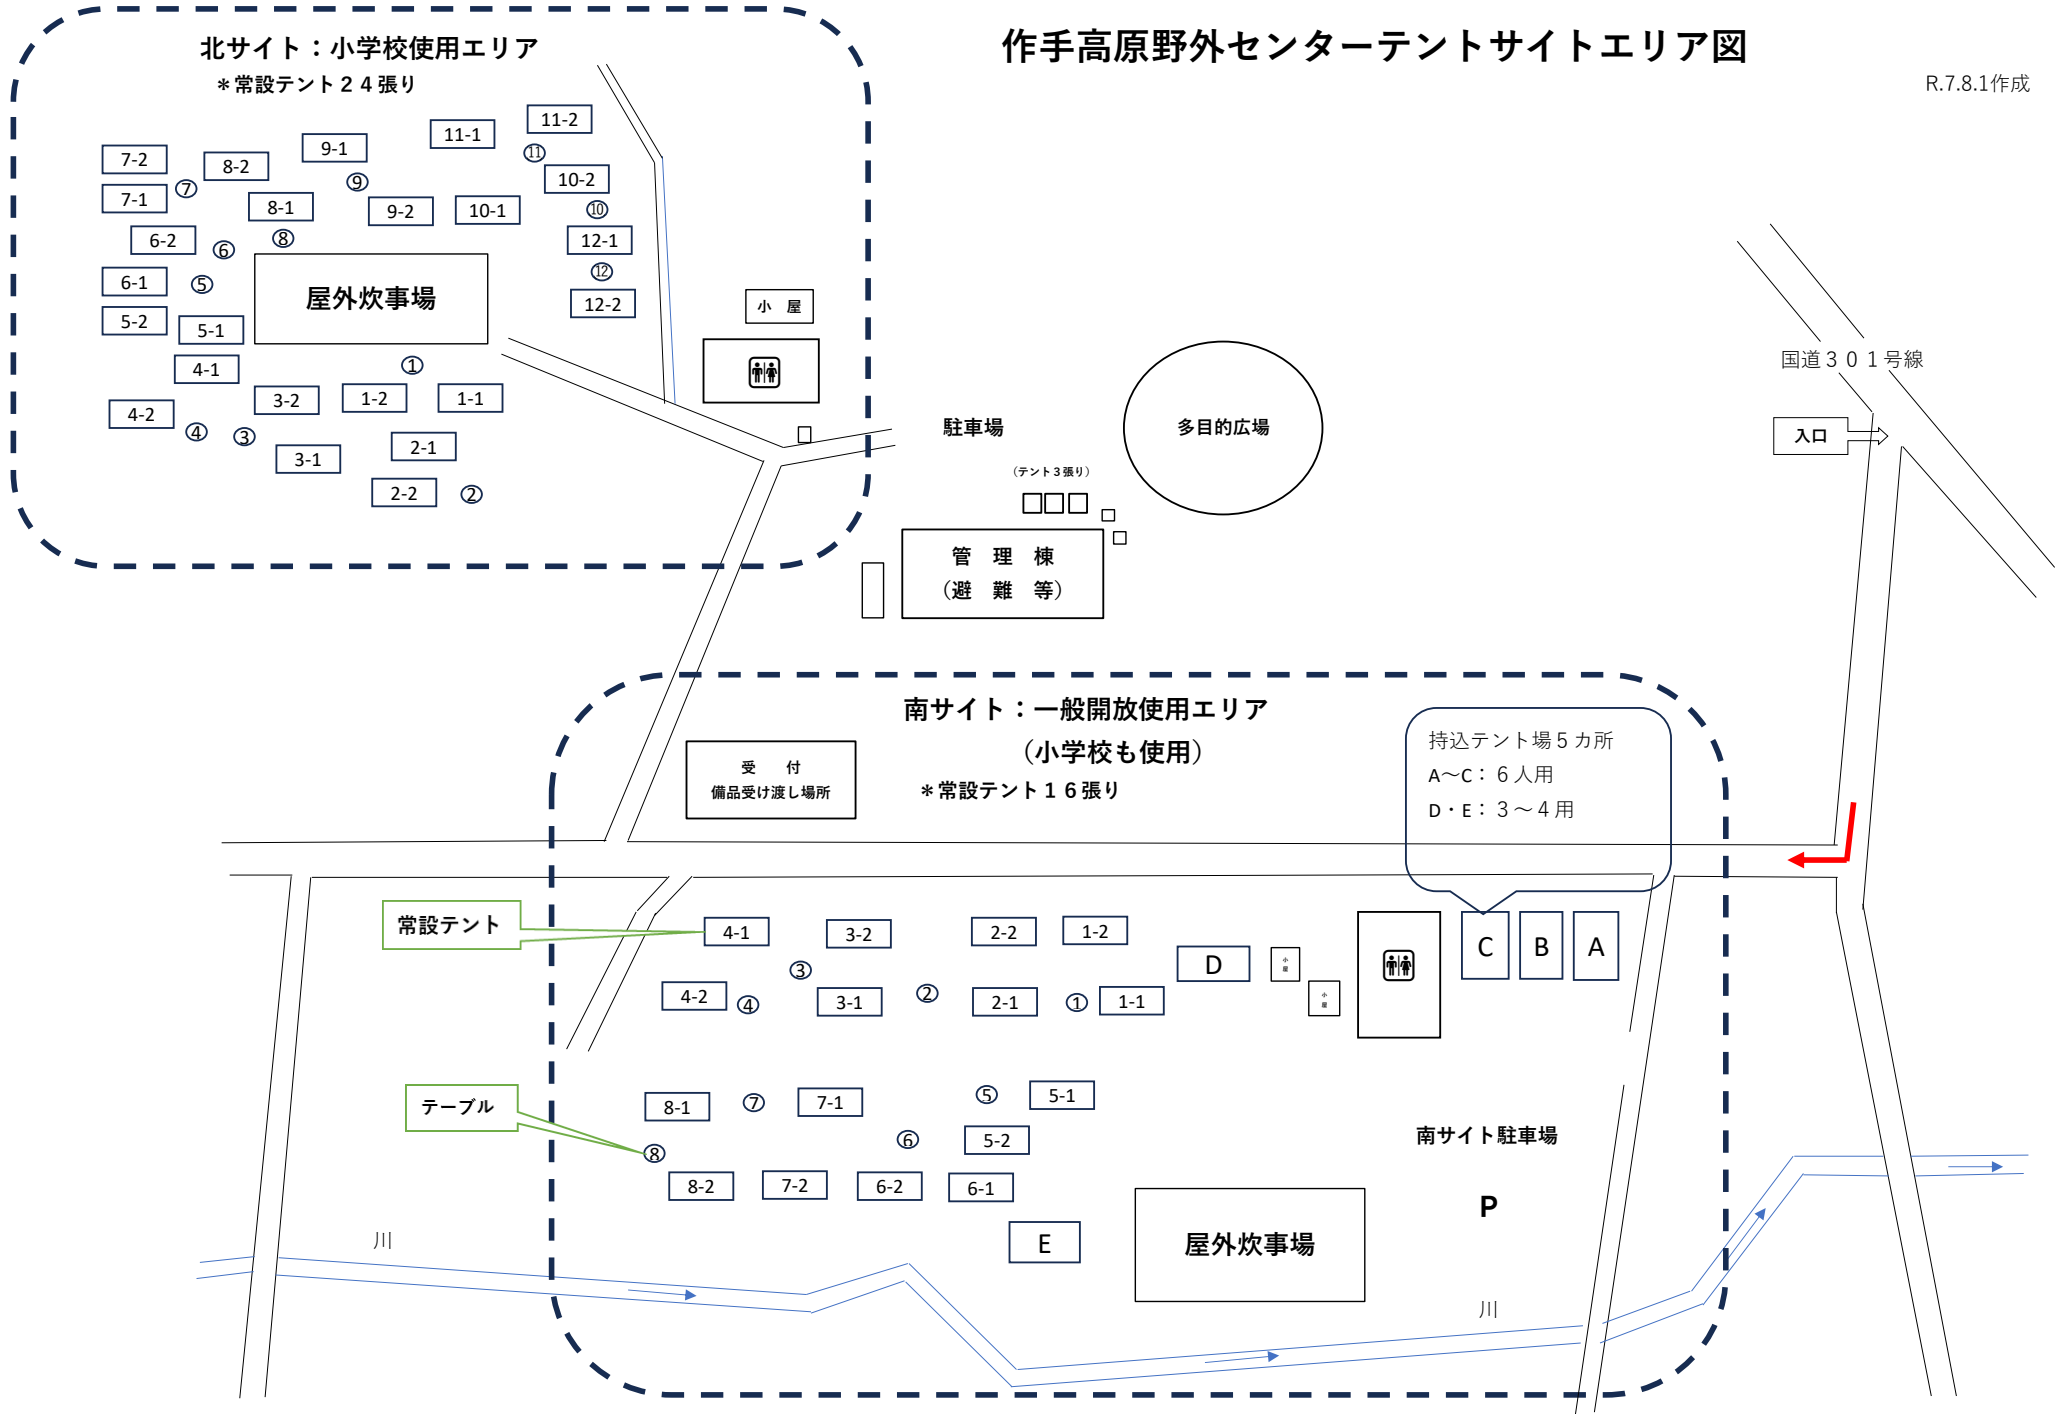 作手高原野外センターテントサイトエリア図
R.7.8.1作成
北サイト：小学校使用エリア
＊常設テント２４張り
11-2
11-1
9-1
⑪
7-2
8-2
10-2
⑨
⑦
7-1
8-1
9-2
10-1
⑩
6-2
⑥
⑧
12-1
6-1
⑤
⑫
屋外炊事場
12-2
5-2
5-1
4-1
①
3-2
1-2
1-1
4-2
④
③
2-1
3-1
2-2
②
小　屋
駐車場
多目的広場
（テント３張り）
管　理　棟
（避　難　等）
国道３０１号線
入口
南サイト：一般開放使用エリア
（小学校も使用）
＊常設テント１６張り
受　　付
備品受け渡し場所
持込テント場５カ所
A～C：６人用
D・E：３～４用
常設テント
4-1
3-2
2-2
1-2
C
B
A
D
小屋
小屋
③
4-2
④
3-1
②
2-1
①
1-1
テーブル
8-1
⑦
7-1
⑤
5-1
⑥
5-2
⑧
8-2
7-2
6-2
6-1
南サイト駐車場
P
E
屋外炊事場
川
川